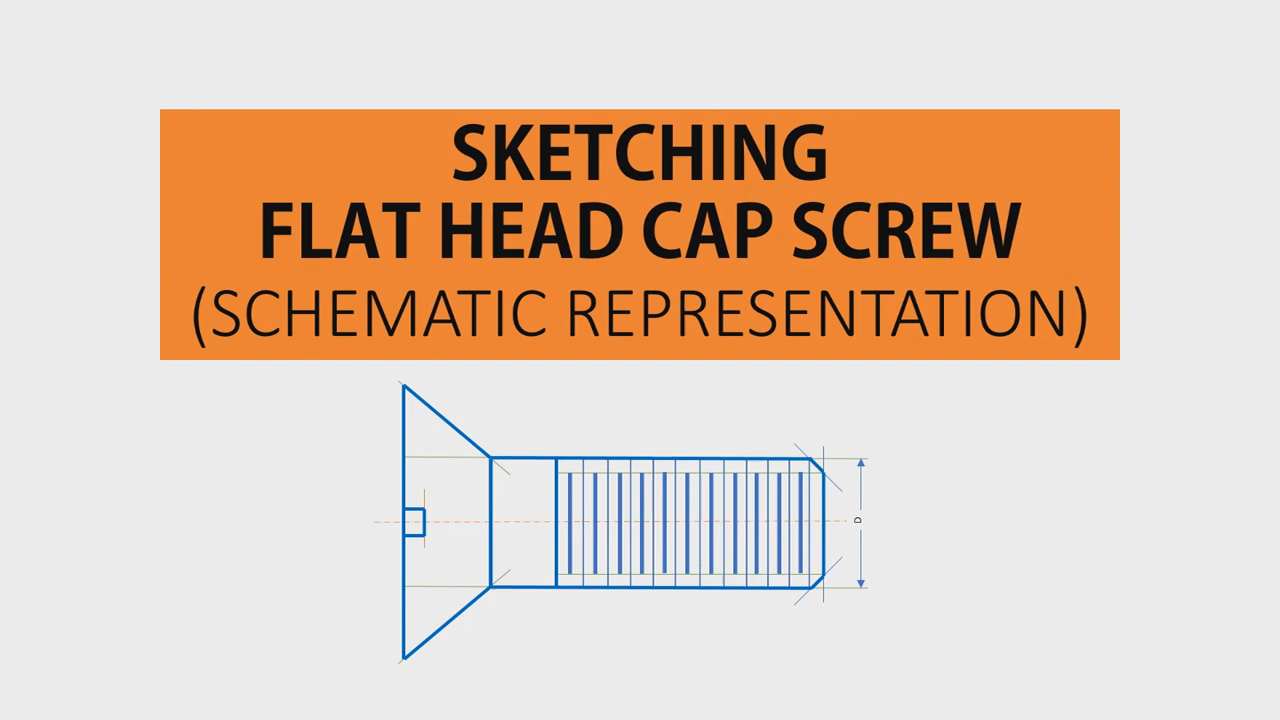 SKETCHING
FLAT HEAD CAP SCREW
(SCHEMATIC REPRESENTATION)
D